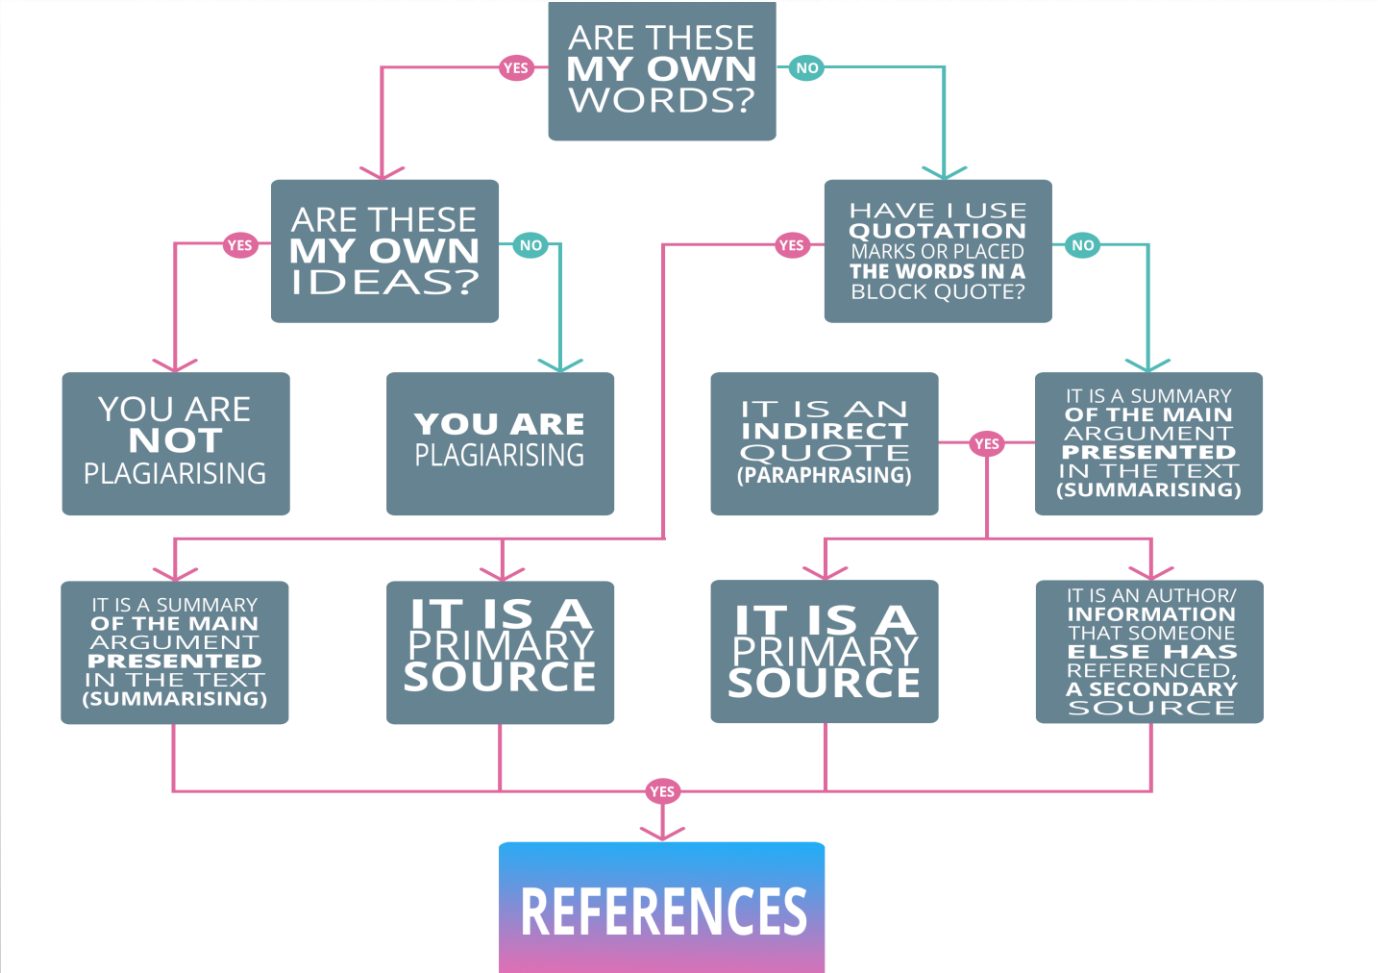 ARE THESE
MY OWN
WORDS?
YES
NO
ARE THESE
MY OWN
IDEAS?
HAVE I USE
QUOTATION
MARKS OR PLACED
THE WORDS IN A
BLOCK QUOTE?
YES
NO
YES
NO
YOU ARE
NOT
PLAGIARISING
YOU ARE
PLAGIARISING
IT IS AN
INDIRECT
QUOTE
(PARAPHRASING)
YES
IT IS A SUMMARY
OF THE MAIN
ARGUMENT
PRESENTED
IN THE TEXT
(SUMMARISING)
IT IS A SUMMARY
OF THE MAIN
ARGUMENT
PRESENTED
IN THE TEXT
(SUMMARISING)
IT IS A
PRIMARY
SOURCE
IT IS A
PRIMARY
SOURCE
IT IS AN AUTHOR/
INFORMATION
THAT SOMEONE
ELSE HAS
REFERENCED,
A SECONDARY
SOURCE
YES
REFERENCES